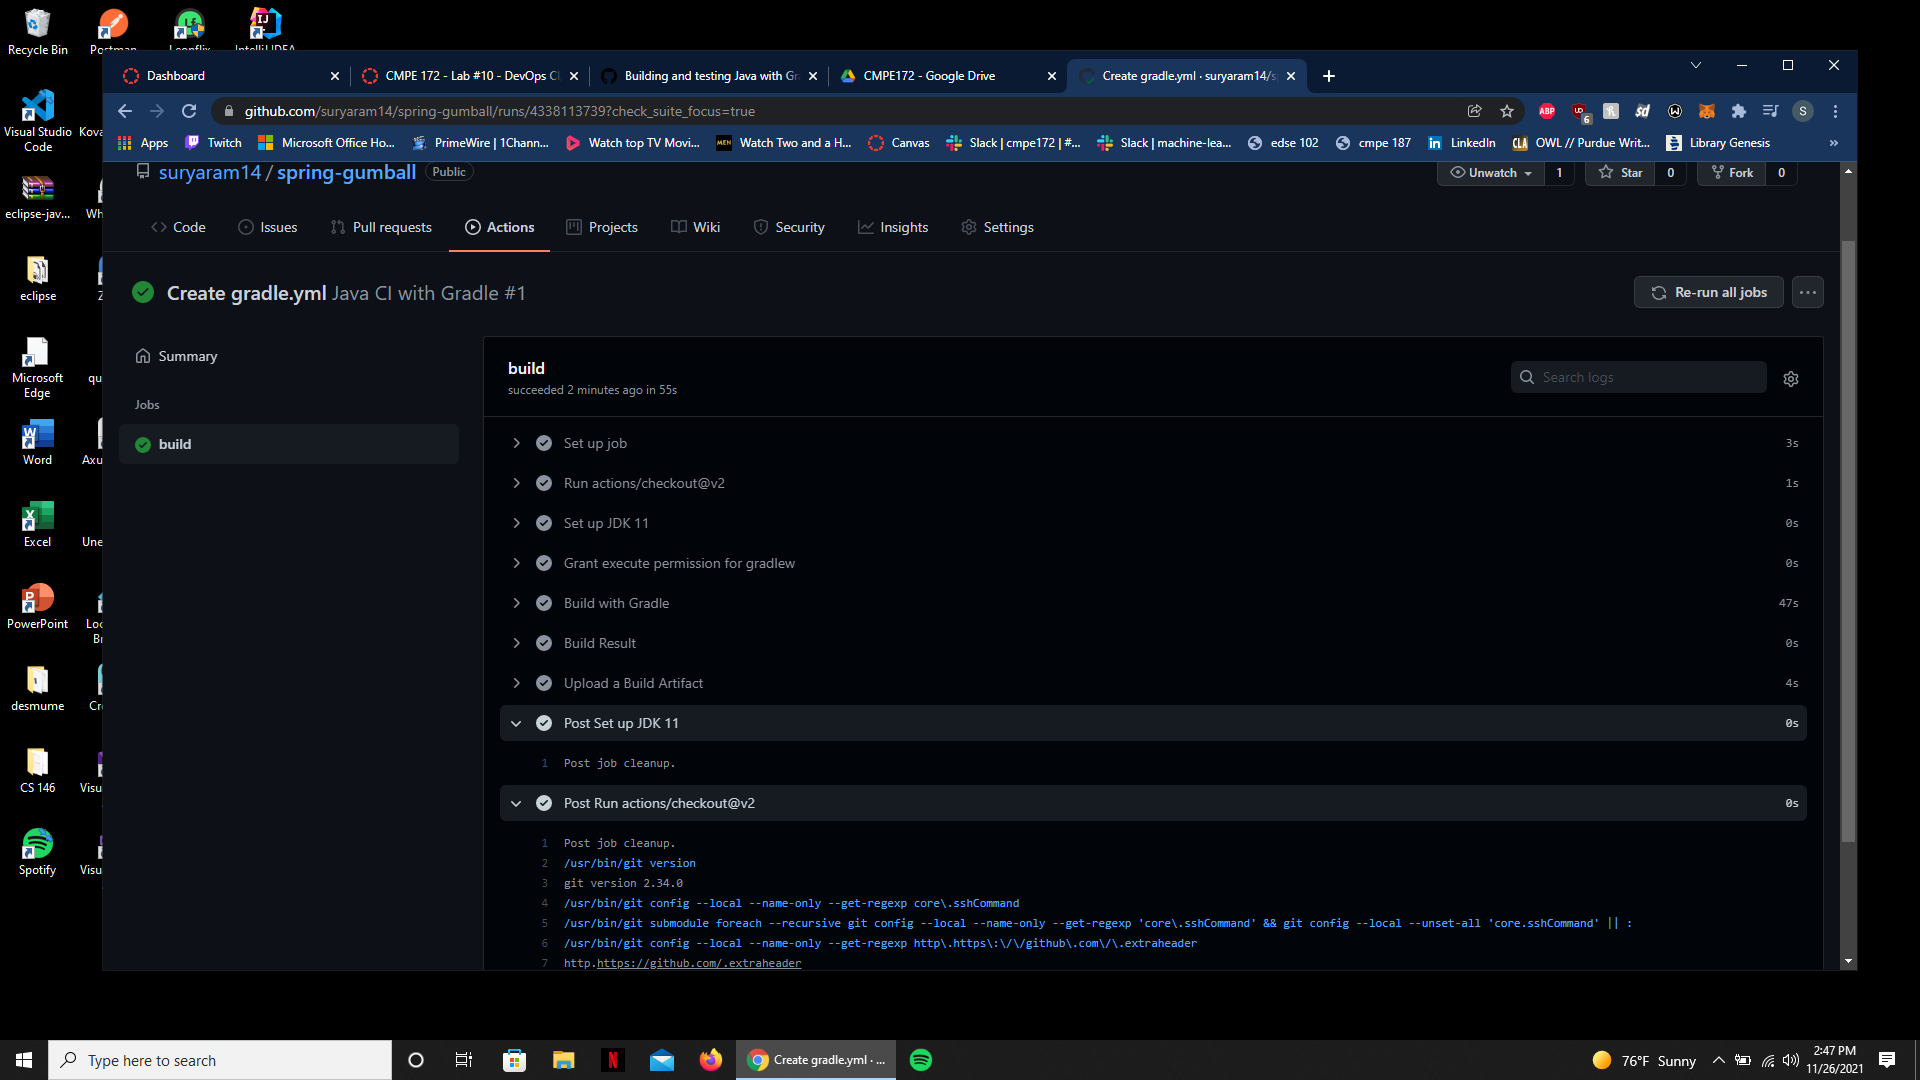 Recycle Bin
Postman
IntelliJ IDEA
Visual Studio Code
Kova
eclipse-jav...
Wh
eclipse
Microsoft Edge
qu
Word
Axu
Excel
Une
PowerPoint
Loc
Br
desmume
Cr
CS 146
Visu
Spotify
Visu
Dashboard
CMPE 172 - Lab #10 - DevOps CI
Building and testing Java with Gr
CMPE172 - Google Drive
Create gradle.yml · suryaram14/s
github.com/suryaram14/spring-gumball/runs/4338113739?check_suite_focus=true
ABP
6
S
Apps
Twitch
Microsoft Office Ho...
PrimeWire | 1Chann...
Watch top TV Movi...
MEN
Watch Two and a H...
Canvas
Slack | cmpe172 | #...
Slack | machine-lea...
edse 102
cmpe 187
LinkedIn
OWL // Purdue Writ...
Library Genesis
»
suryaram14 / spring-gumball Public
Unwatch 1
Star 0
Fork 0
Code
Issues
Pull requests
Actions
Projects
Wiki
Security
Insights
Settings
Create gradle.yml Java CI with Gradle #1
Re-run all jobs
Summary
Jobs
build
build
succeeded 2 minutes ago in 55s
Search logs
Set up job 3s
Run actions/checkout@v2 1s
Set up JDK 11 0s
Grant execute permission for gradlew 0s
Build with Gradle 47s
Build Result 0s
Upload a Build Artifact 4s
Post Set up JDK 11 0s
1 Post job cleanup.
Post Run actions/checkout@v2 0s
1 Post job cleanup.
2 /usr/bin/git version
3 git version 2.34.0
4 /usr/bin/git config --local --name-only --get-regexp core\.sshCommand
5 /usr/bin/git submodule foreach --recursive git config --local --name-only --get-regexp 'core\.sshCommand' && git config --local --unset-all 'core.sshCommand' || :
6 /usr/bin/git config --local --name-only --get-regexp http\.https\:\/\/github\.com\/\.extraheader
7 http.https://github.com/.extraheader
Type here to search
Create gradle.yml · ...
76°F Sunny
2:47 PM
11/26/2021